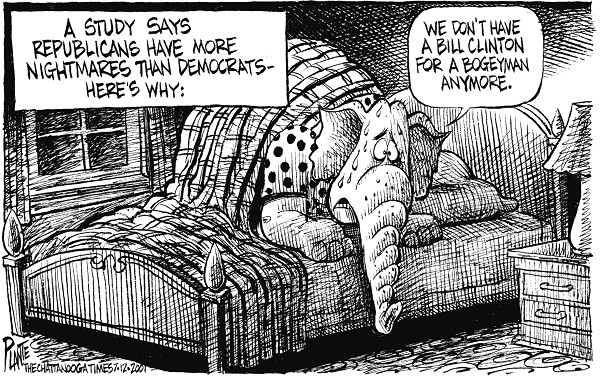 A STUDY SAYS
REPUBLICANS HAVE MORE
NIGHTMARES THAN DEMOCRATS-
HERE'S WHY:
WE DON'T HAVE
A BILL CLINTON
FOR A BOGEYMAN
ANYMORE.
PLANTE
THE CHATTANOOGA TIMES 7-12-2001